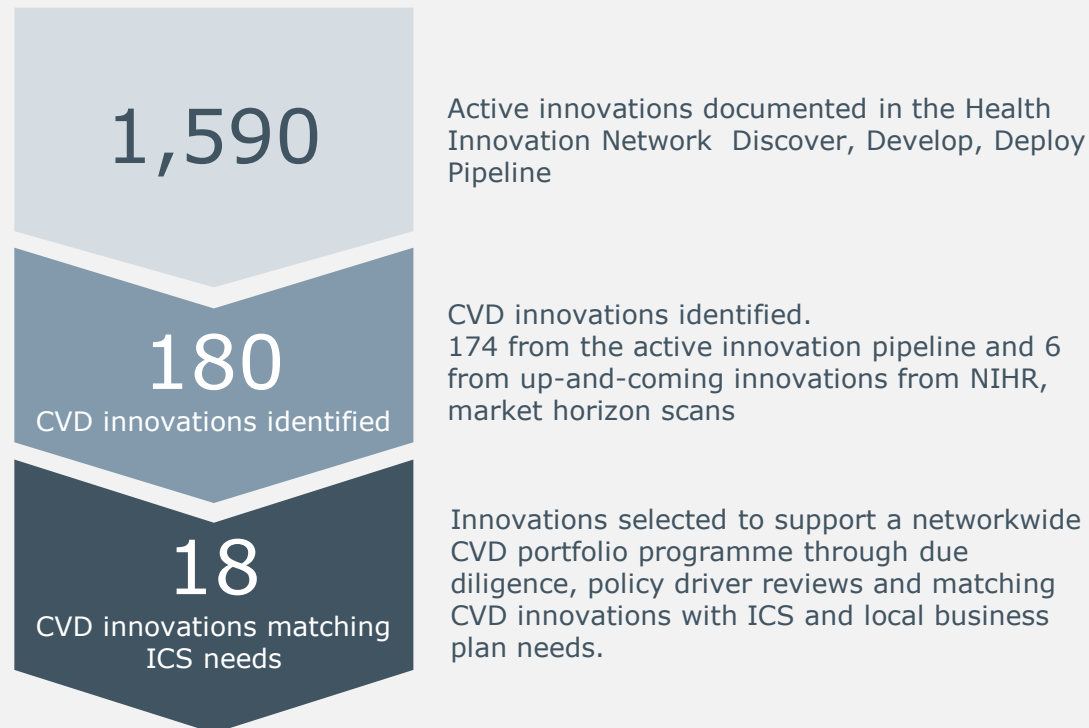 1,590
Active innovations documented in the Health
Innovation Network  Discover, Develop, Deploy
Pipeline
180
CVD innovations identified
CVD innovations identified.
174 from the active innovation pipeline and 6
from up-and-coming innovations from NIHR,
market horizon scans
18
CVD innovations matching
ICS needs
Innovations selected to support a networkwide
CVD portfolio programme through due
diligence, policy driver reviews and matching
CVD innovations with ICS and local business
plan needs.